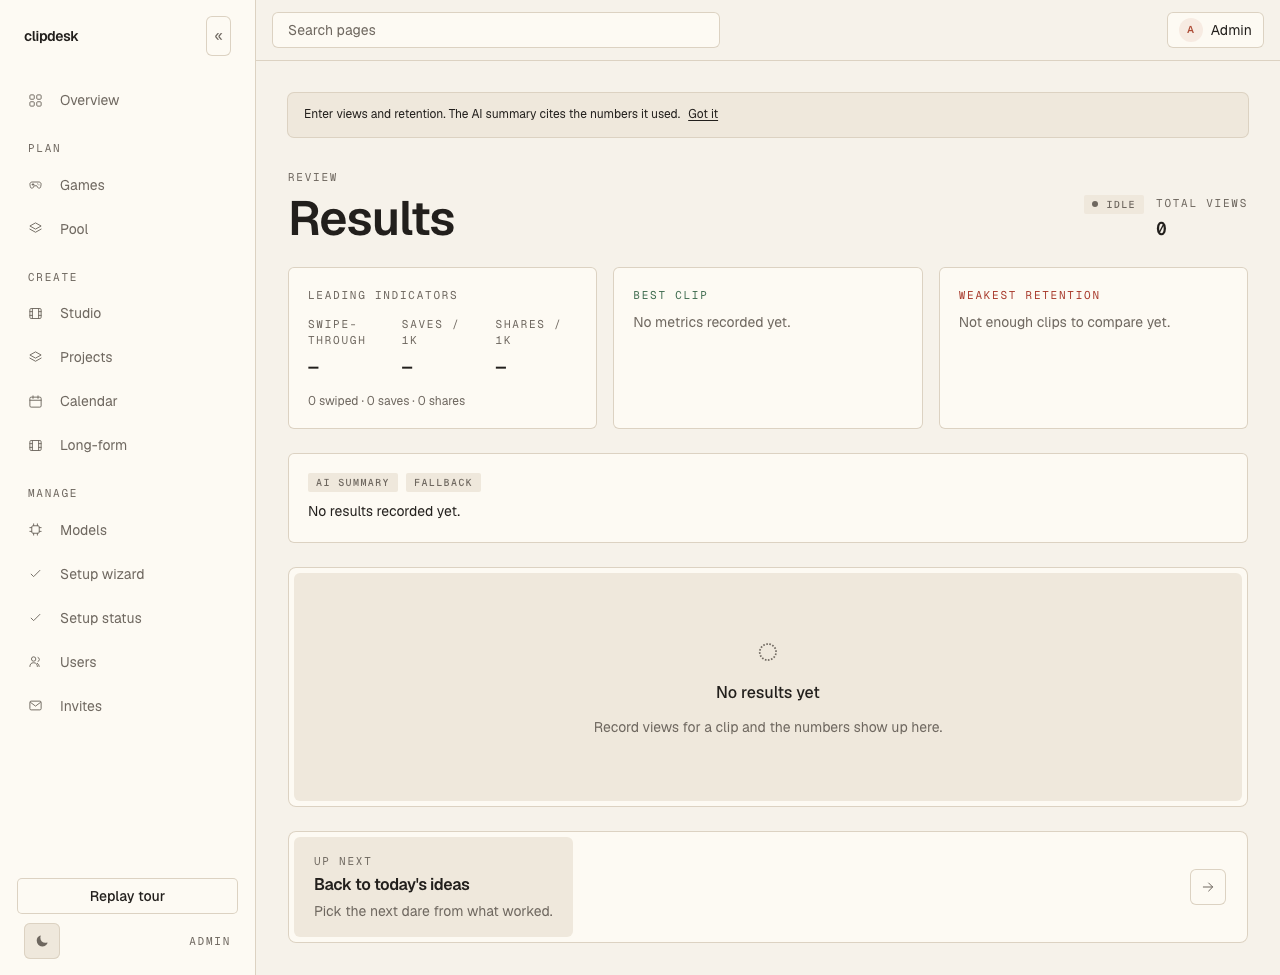 clipdesk
«
Search pages
A Admin
Overview
PLAN
Games
Pool
CREATE
Studio
Projects
Calendar
Long-form
MANAGE
Models
Setup wizard
Setup status
Users
Invites
Replay tour
ADMIN
Enter views and retention. The AI summary cites the numbers it used. Got it
REVIEW
Results
IDLE
TOTAL VIEWS
0
LEADING INDICATORS
SWIPE-
THROUGH
–
SAVES /
1K
–
SHARES /
1K
–
0 swiped · 0 saves · 0 shares
BEST CLIP
No metrics recorded yet.
WEAKEST RETENTION
Not enough clips to compare yet.
AI SUMMARY FALLBACK
No results recorded yet.
No results yet
Record views for a clip and the numbers show up here.
UP NEXT
Back to today's ideas
Pick the next dare from what worked.